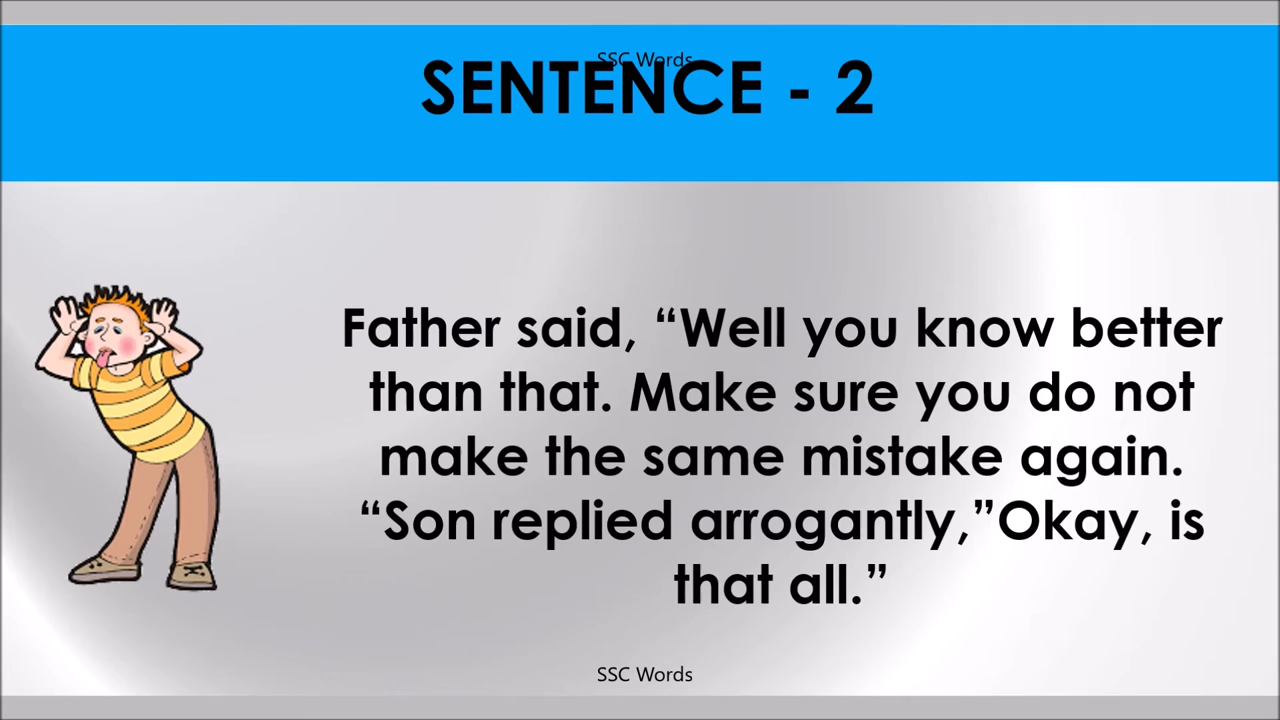 SSC Words
SENTENCE - 2
Father said, “Well you know better
than that. Make sure you do not
make the same mistake again.
“Son replied arrogantly,”Okay, is
that all.”
SSC Words